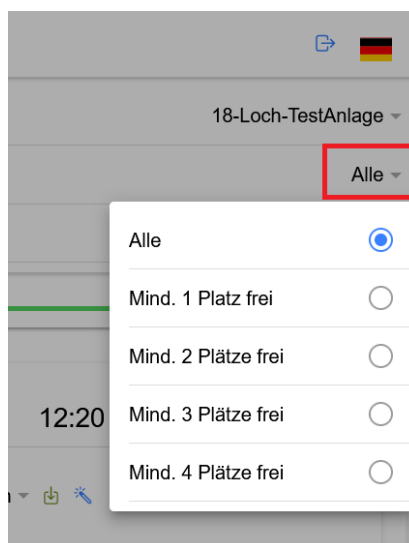 18-Loch-TestAnlage
Alle
Alle
Mind. 1 Platz frei
Mind. 2 Plätze frei
Mind. 3 Plätze frei
12:20
Mind. 4 Plätze frei